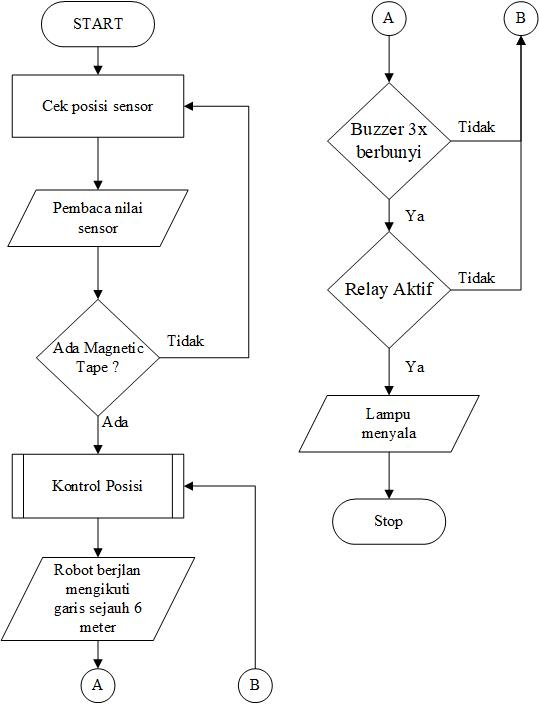 START
Cek posisi sensor
Pembaca nilai
sensor
Ada Magnetic
Tape ?
Tidak
Ada
Kontrol Posisi
Robot berjlan
mengikuti
garis sejauh 6
meter
A
B
A
B
Buzzer 3x
berbunyi
Tidak
Ya
Relay Aktif
Tidak
Ya
Lampu
menyala
Stop